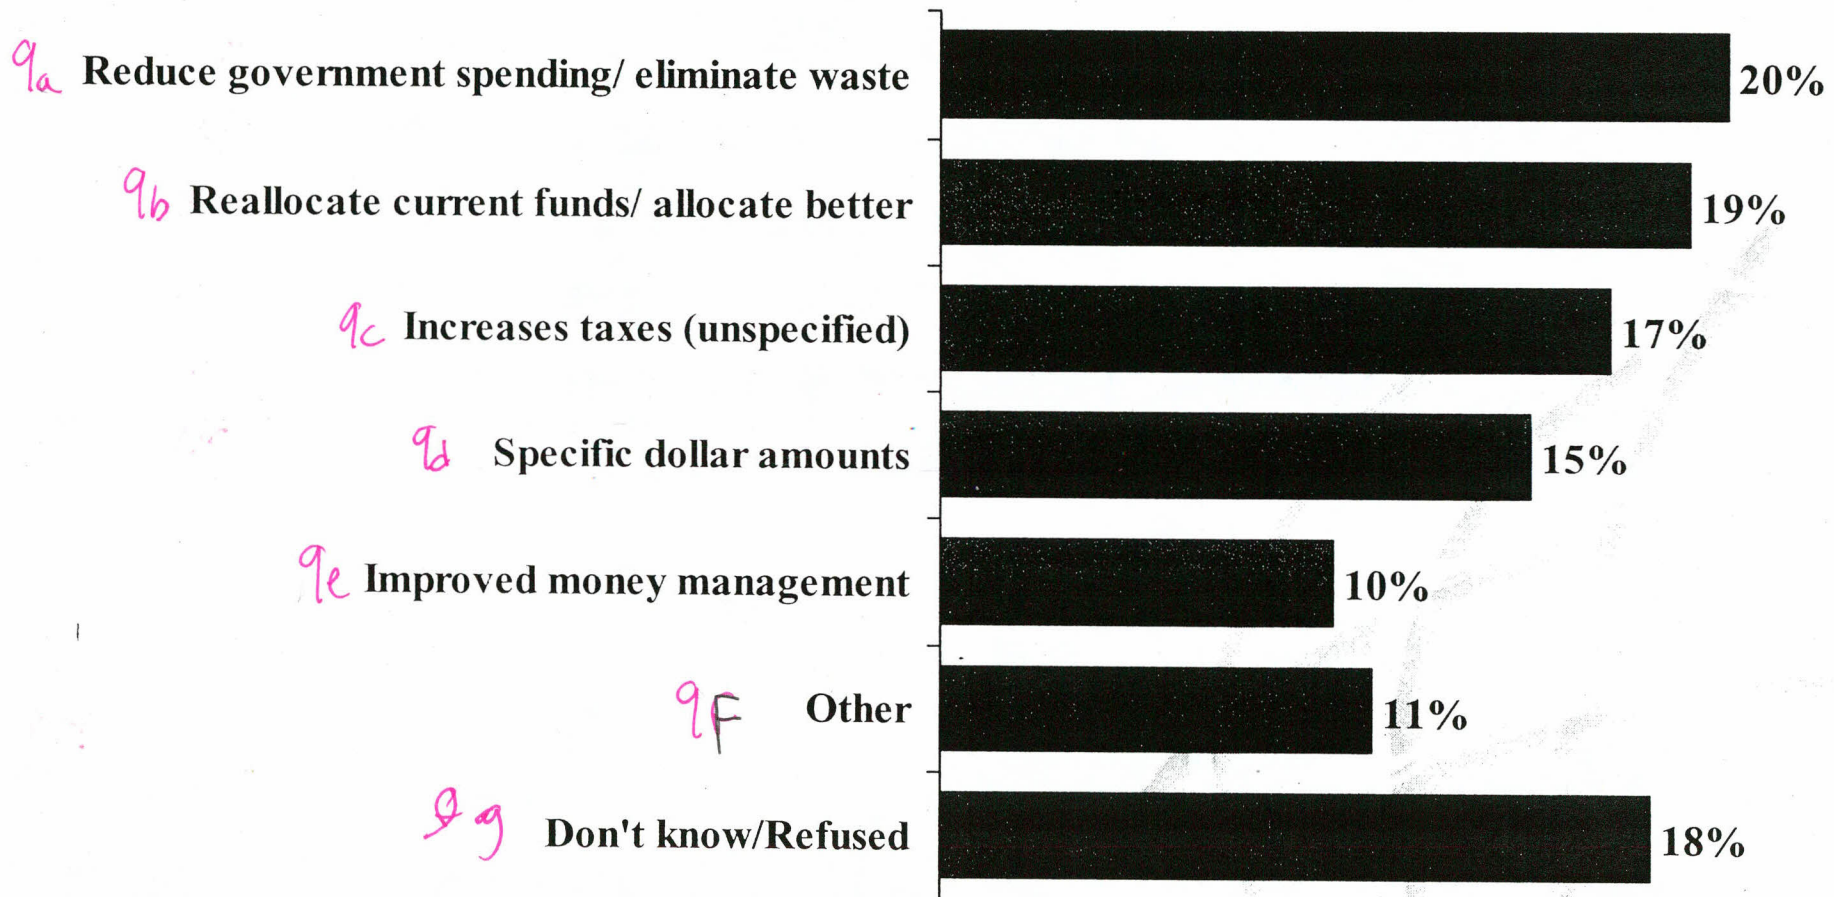 9a Reduce government spending/ eliminate waste 20%
9b Reallocate current funds/ allocate better 19%
9c Increases taxes (unspecified) 17%
9d Specific dollar amounts 15%
9e Improved money management 10%
9F Other 11%
9g Don't know/Refused 18%